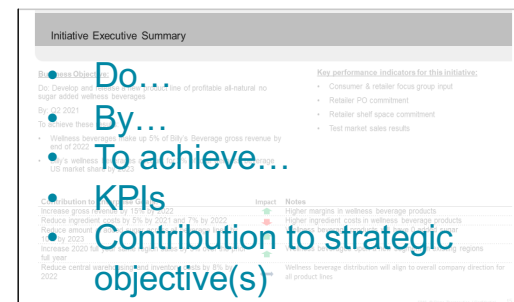 Initiative Executive Summary
Business Objective:
Do: Develop and release a new product line of profitable all-natural no
sugar added wellness beverages
By: Q2 2021
To achieve these
Wellness beverages make up 5% of Billy's Beverage gross revenue by
end of 2022
Billy's wellness
US market share by 2023
Key performance indicators for this initiative:
• Consumer & retailer focus group input
• Retailer PO commitment
• Retailer shelf space commitment
• Test market sales results
• Do…
• By…
• To achieve…
• KPIs
• Contribution to strategic
objective(s)
Contribution to Impact Notes
Increase gross revenue by 15% by 2022 Higher margins in wellness beverage products
Reduce ingredient costs by 5% by 2021 and 7% by 2022 Higher ingredient costs in wellness beverage products
Reduce amount
by 2023
Increase 2020 full regions
full year
Reduce central warehousing and inventory costs by 8% by
2022
Wellness beverage distribution will align to overall company direction for
all product lines.